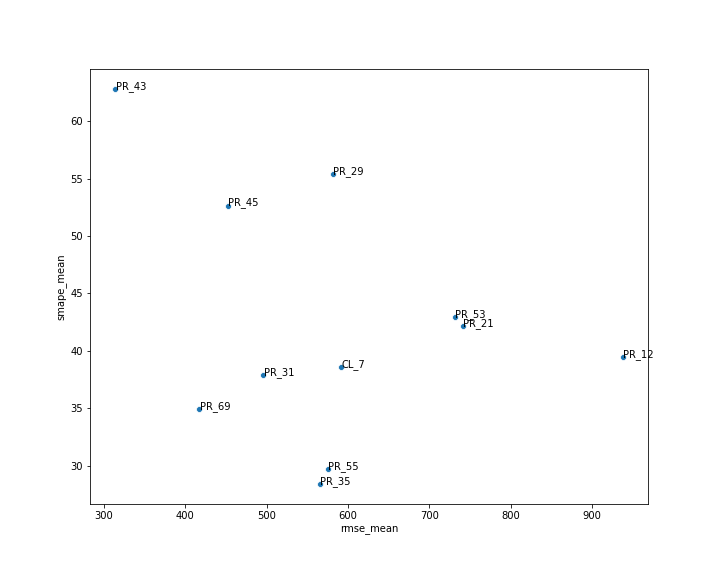 PR_43
60
PR_29
55
PR_45
50
smape_mean
45
PR_53
PR_21
40
PR_12
CL_7
PR_31
35
PR_69
30
PR_55
PR_35
300 400 500 600 700 800 900
rmse_mean